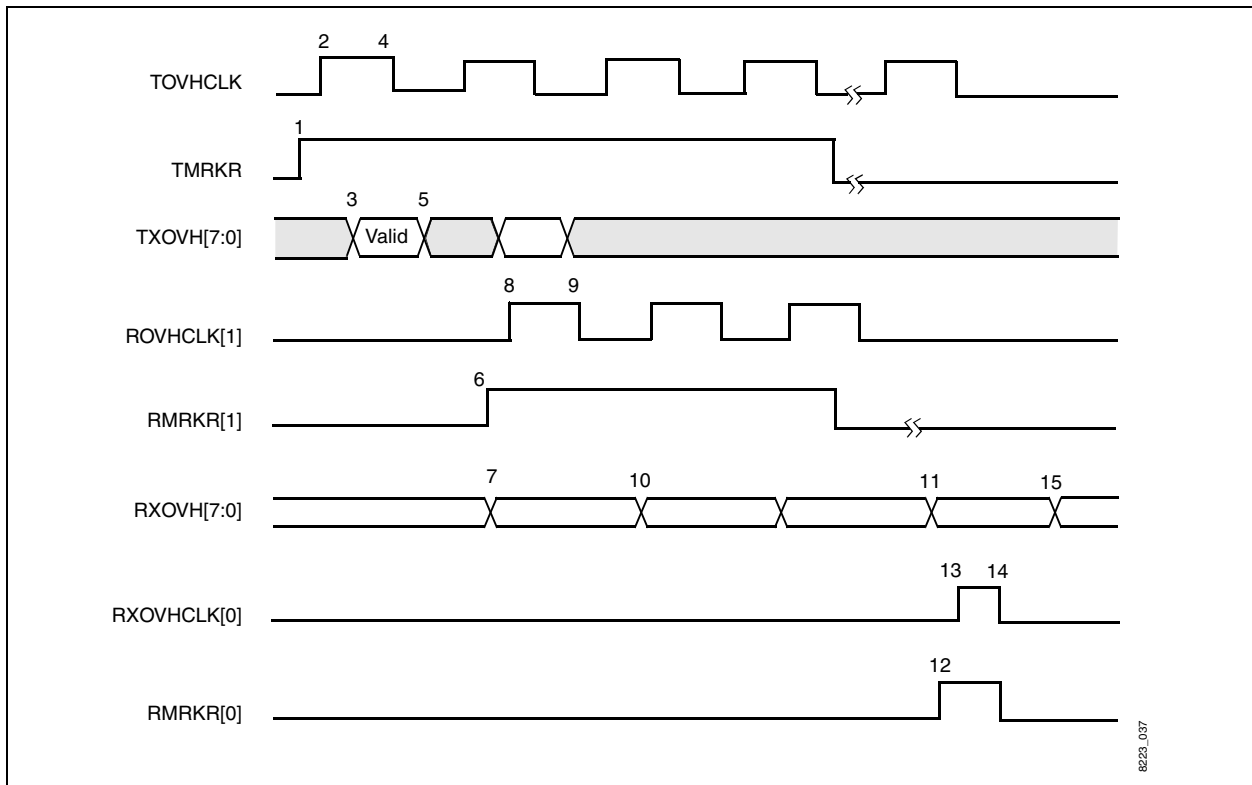 2 4
TOVHCLK
1
TMRKR
3 5
TXOVH[7:0] Valid
8 9
ROVHCLK[1]
6
RMRKR[1]
7 10 11 15
RXOVH[7:0]
13 14
RXOVHCLK[0]
12
RMRKR[0]
8223_037